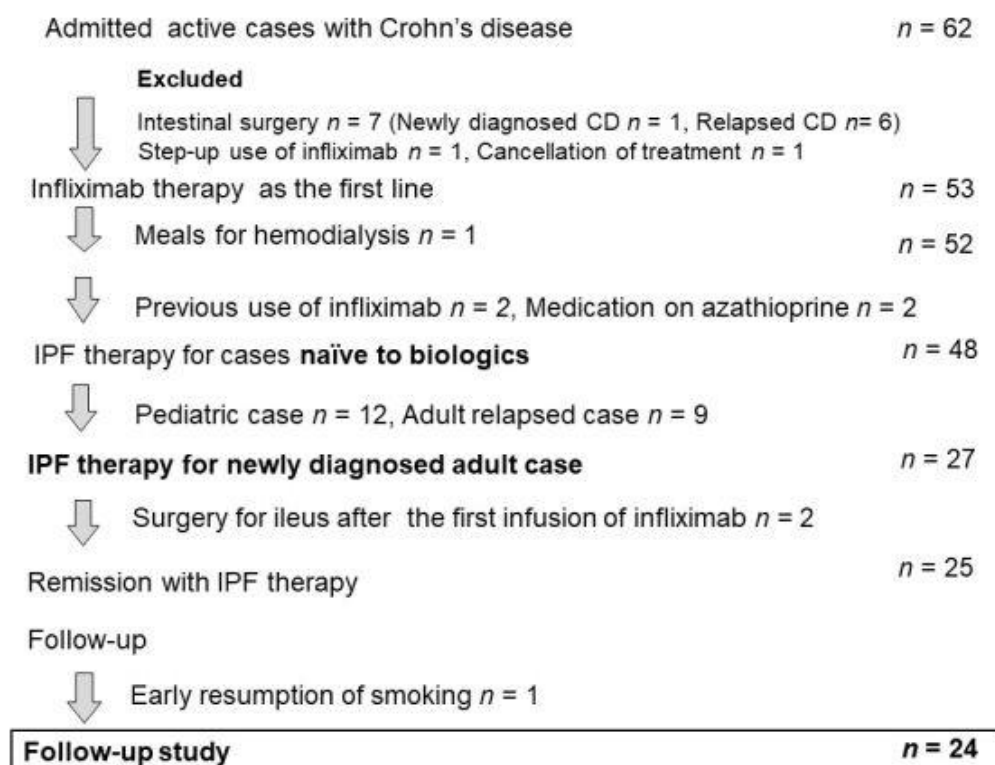 Admitted active cases with Crohn's disease n = 62
Excluded
Intestinal surgery n = 7 (Newly diagnosed CD n = 1, Relapsed CD n= 6)
Step-up use of infliximab n = 1, Cancellation of treatment n = 1
Infliximab therapy as the first line n = 53
Meals for hemodialysis n = 1 n = 52
Previous use of infliximab n = 2, Medication on azathioprine n = 2
IPF therapy for cases naïve to biologics n = 48
Pediatric case n = 12, Adult relapsed case n = 9
IPF therapy for newly diagnosed adult case n = 27
Surgery for ileus after the first infusion of infliximab n = 2
Remission with IPF therapy n = 25
Follow-up
Early resumption of smoking n = 1
Follow-up study n = 24